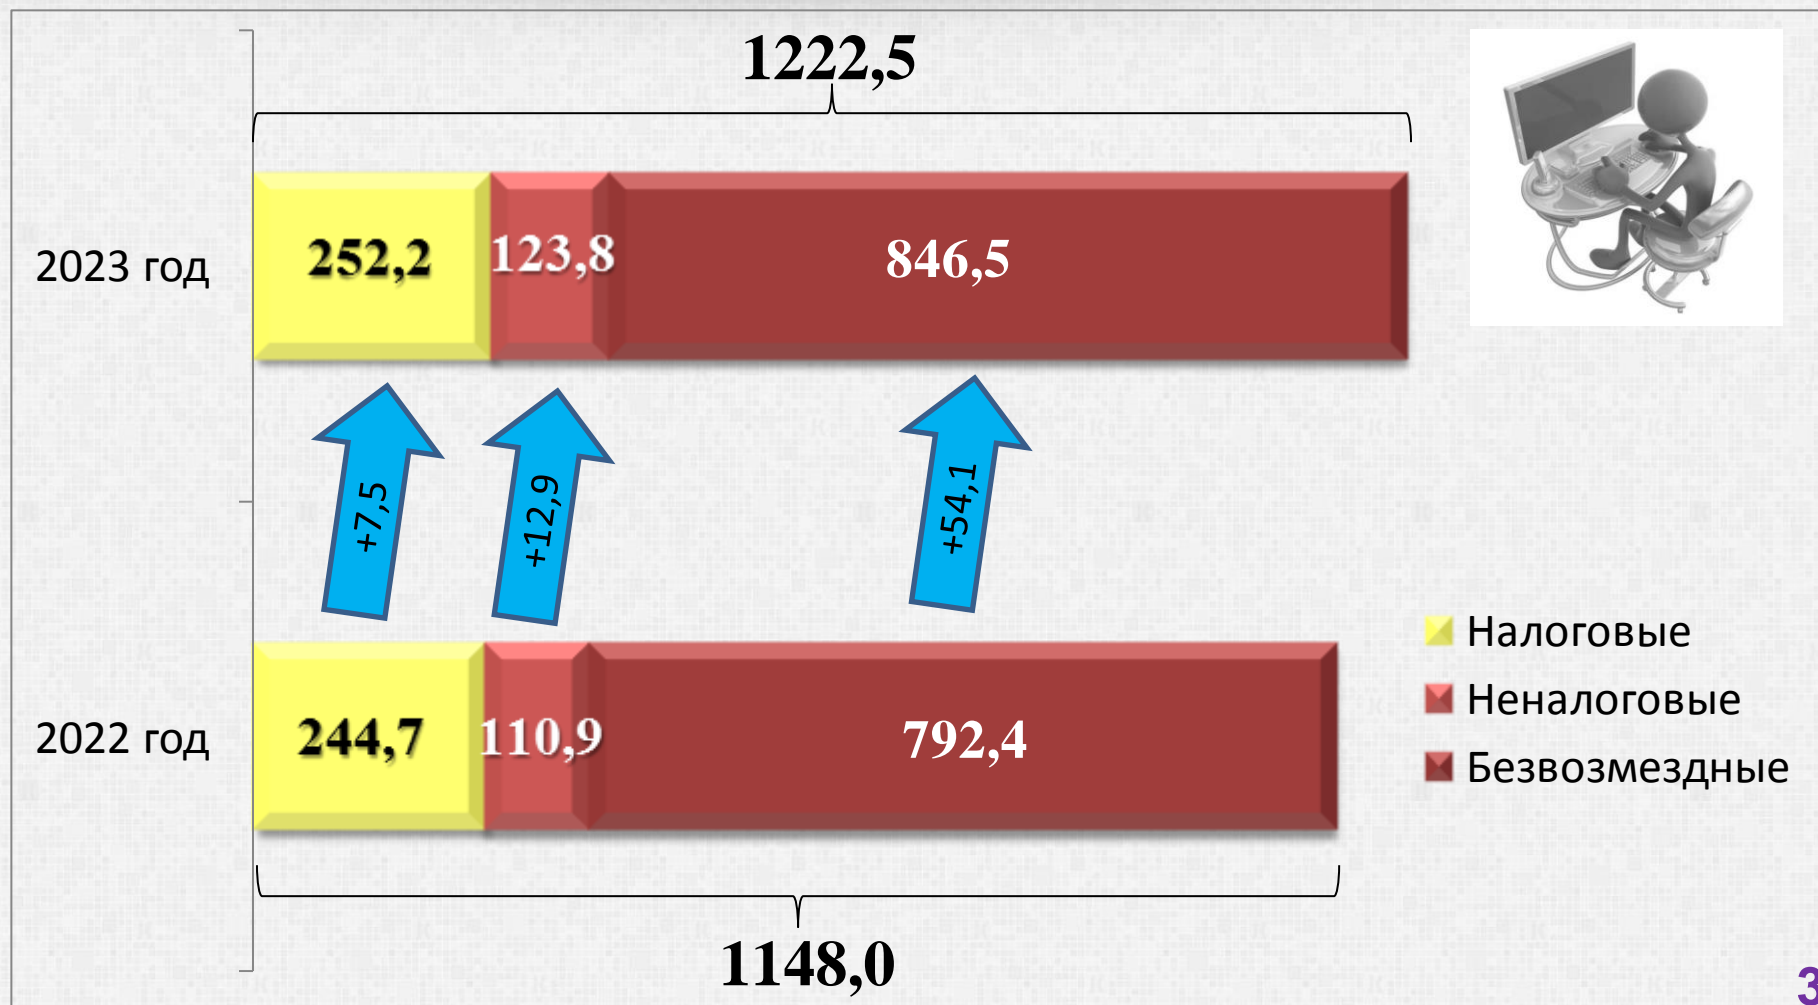 1222,5
2023 год
252,2
123,8
846,5
+7,5
+12,9
+54,1
2022 год
244,7
110,9
792,4
Налоговые
Неналоговые
Безвозмездные
1148,0
3